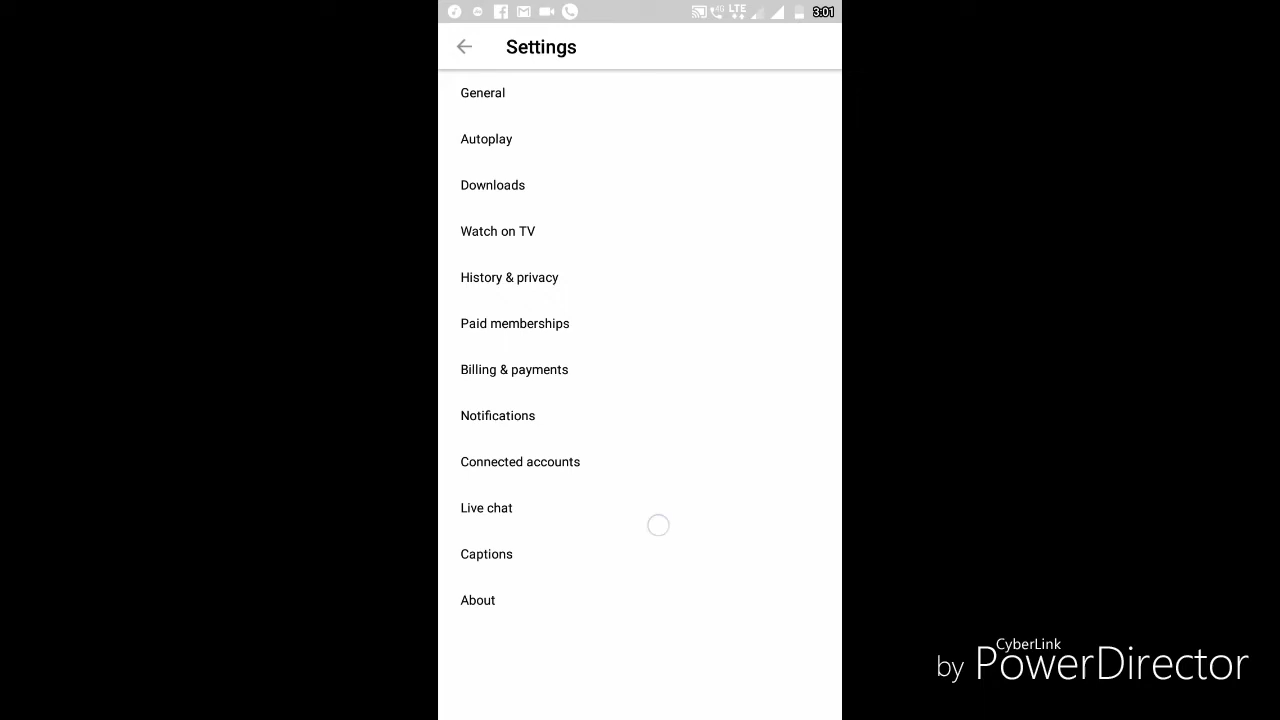 4G LTE 3:01
Settings
General
Autoplay
Downloads
Watch on TV
History & privacy
Paid memberships
Billing & payments
Notifications
Connected accounts
Live chat
Captions
About
CyberLink
by PowerDirector